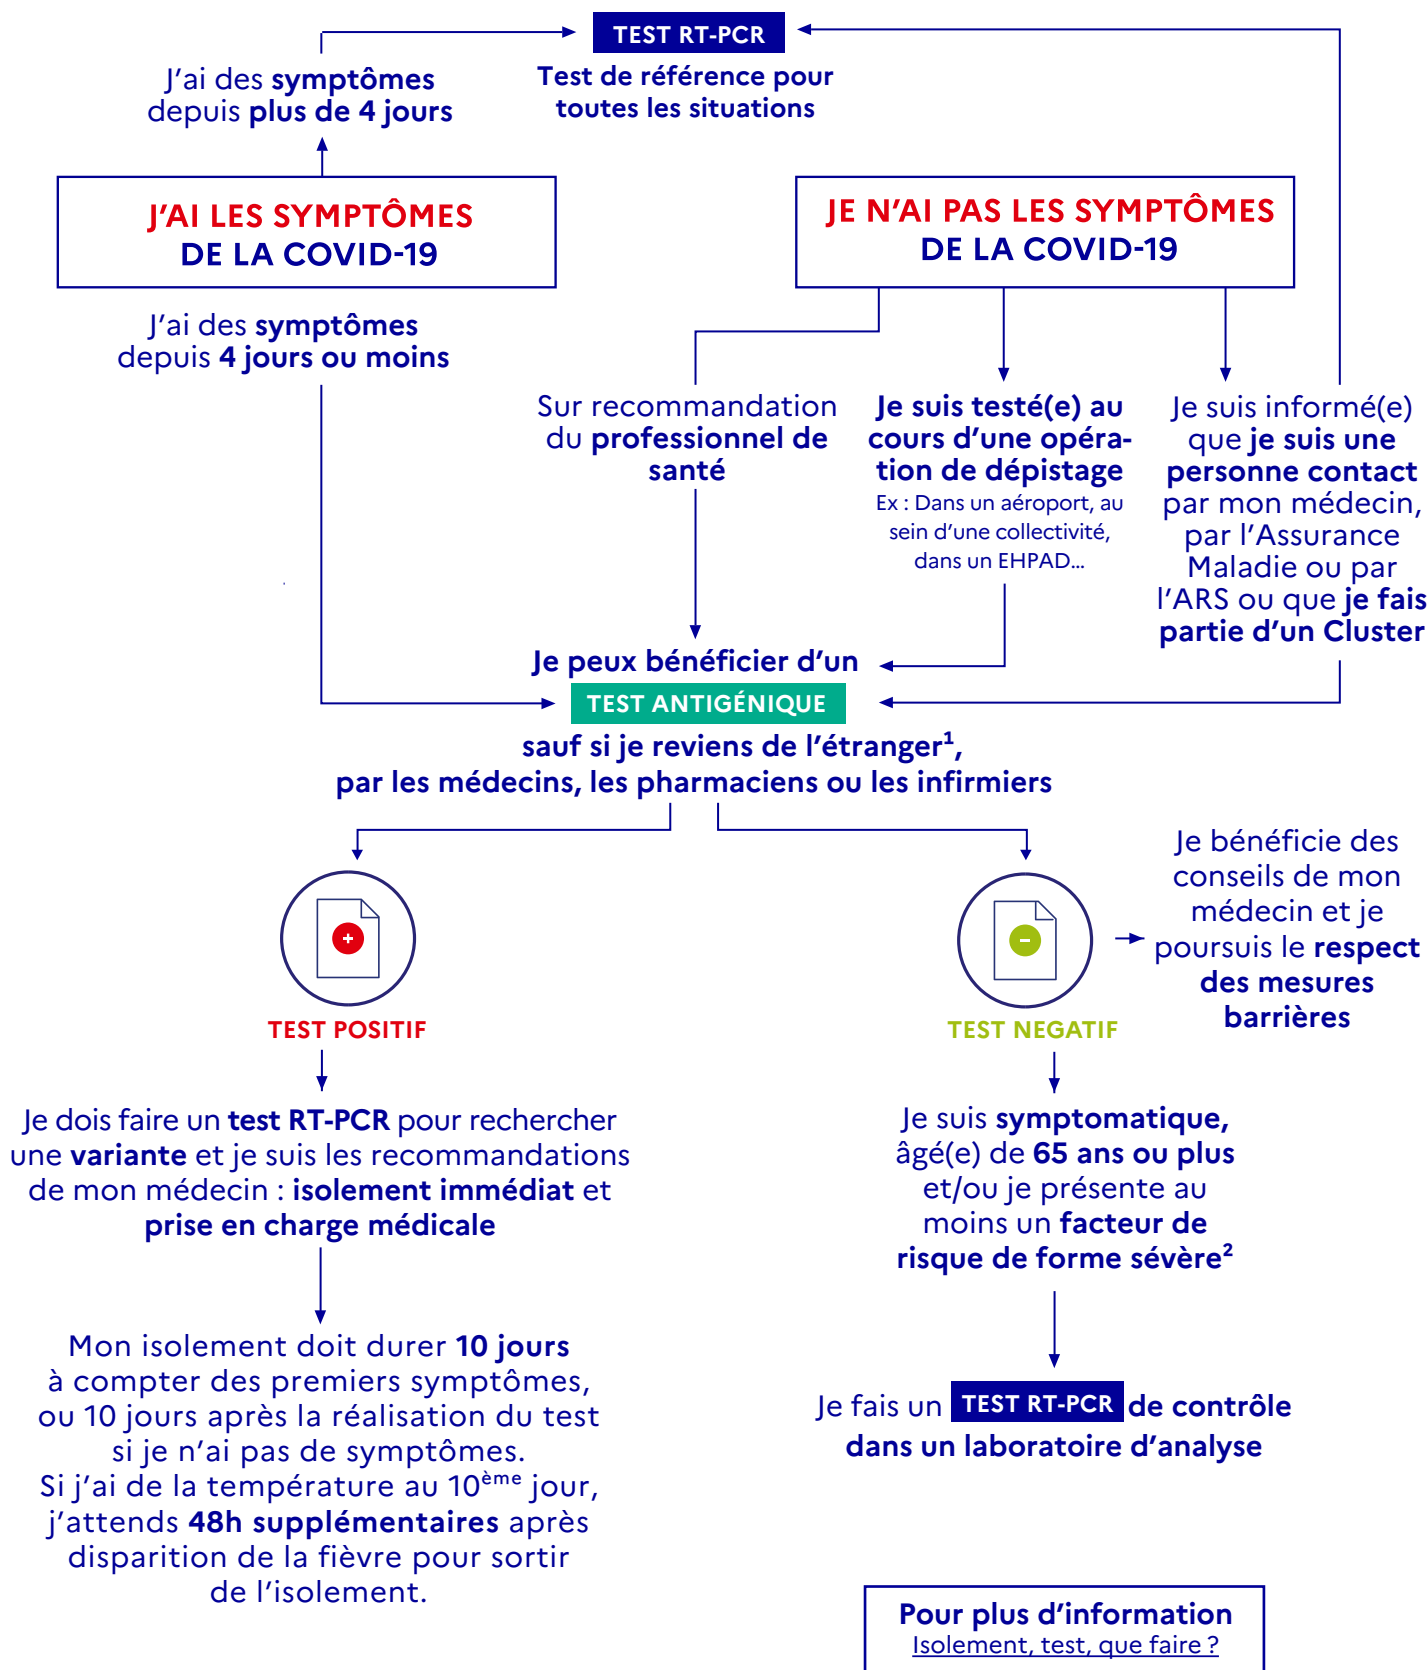 TEST RT-PCR
Test de référence pour
toutes les situations
J'ai des symptômes
depuis plus de 4 jours
J'AI LES SYMPTÔMES
DE LA COVID-19
JE N'AI PAS LES SYMPTÔMES
DE LA COVID-19
J'ai des symptômes
depuis 4 jours ou moins
Sur recommandation
du professionnel de
santé
Je suis testé(e) au
cours d'une opéra-
tion de dépistage
Ex : Dans un aéroport, au
sein d'une collectivité,
dans un EHPAD...
Je suis informé(e)
que je suis une
personne contact
par mon médecin,
par l'Assurance
Maladie ou par
l'ARS ou que je fais
partie d'un Cluster
Je peux bénéficier d'un
TEST ANTIGÉNIQUE
sauf si je reviens de l'étranger¹,
par les médecins, les pharmaciens ou les infirmiers
TEST POSITIF
Je dois faire un test RT-PCR pour rechercher
une variante et je suis les recommandations
de mon médecin : isolement immédiat et
prise en charge médicale
Mon isolement doit durer 10 jours
à compter des premiers symptômes,
ou 10 jours après la réalisation du test
si je n'ai pas de symptômes.
Si j'ai de la température au 10ème jour,
j'attends 48h supplémentaires après
disparition de la fièvre pour sortir
de l'isolement.
TEST NEGATIF
Je bénéficie des
conseils de mon
médecin et je
poursuis le respect
des mesures
barrières
Je suis symptomatique,
âgé(e) de 65 ans ou plus
et/ou je présente au
moins un facteur de
risque de forme sévère²
Je fais un TEST RT-PCR de contrôle
dans un laboratoire d'analyse
Pour plus d'information
Isolement, test, que faire ?